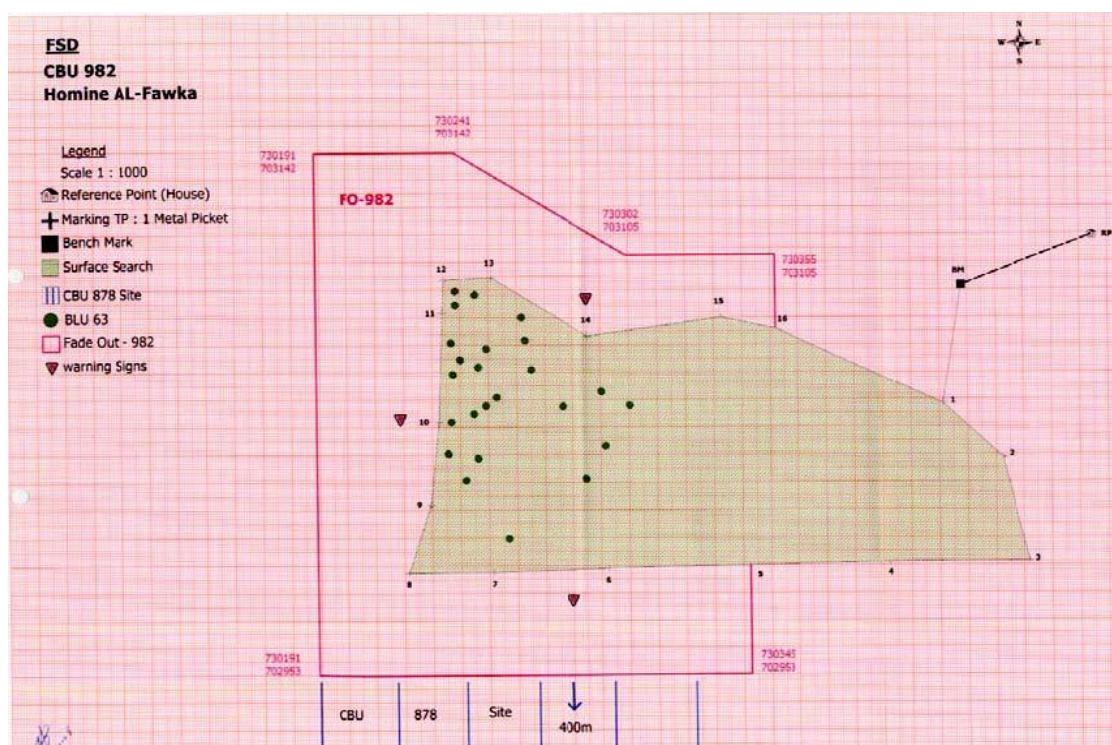 FSD
CBU 982
Homine AL-Fawka
N
W E
S
Legend
Scale 1 : 1000
Reference Point (House)
Marking TP : 1 Metal Picket
Bench Mark
Surface Search
CBU 878 Site
BLU 63
Fade Out - 982
warning Signs
730241
703142
730191
703142
FO-982
730302
703105
730355
703105
RP
BM
12
13
11
14
15
16
1
10
2
9
8
7
6
5
4
3
730191
702953
730345
702953
CBU 878 Site
400m